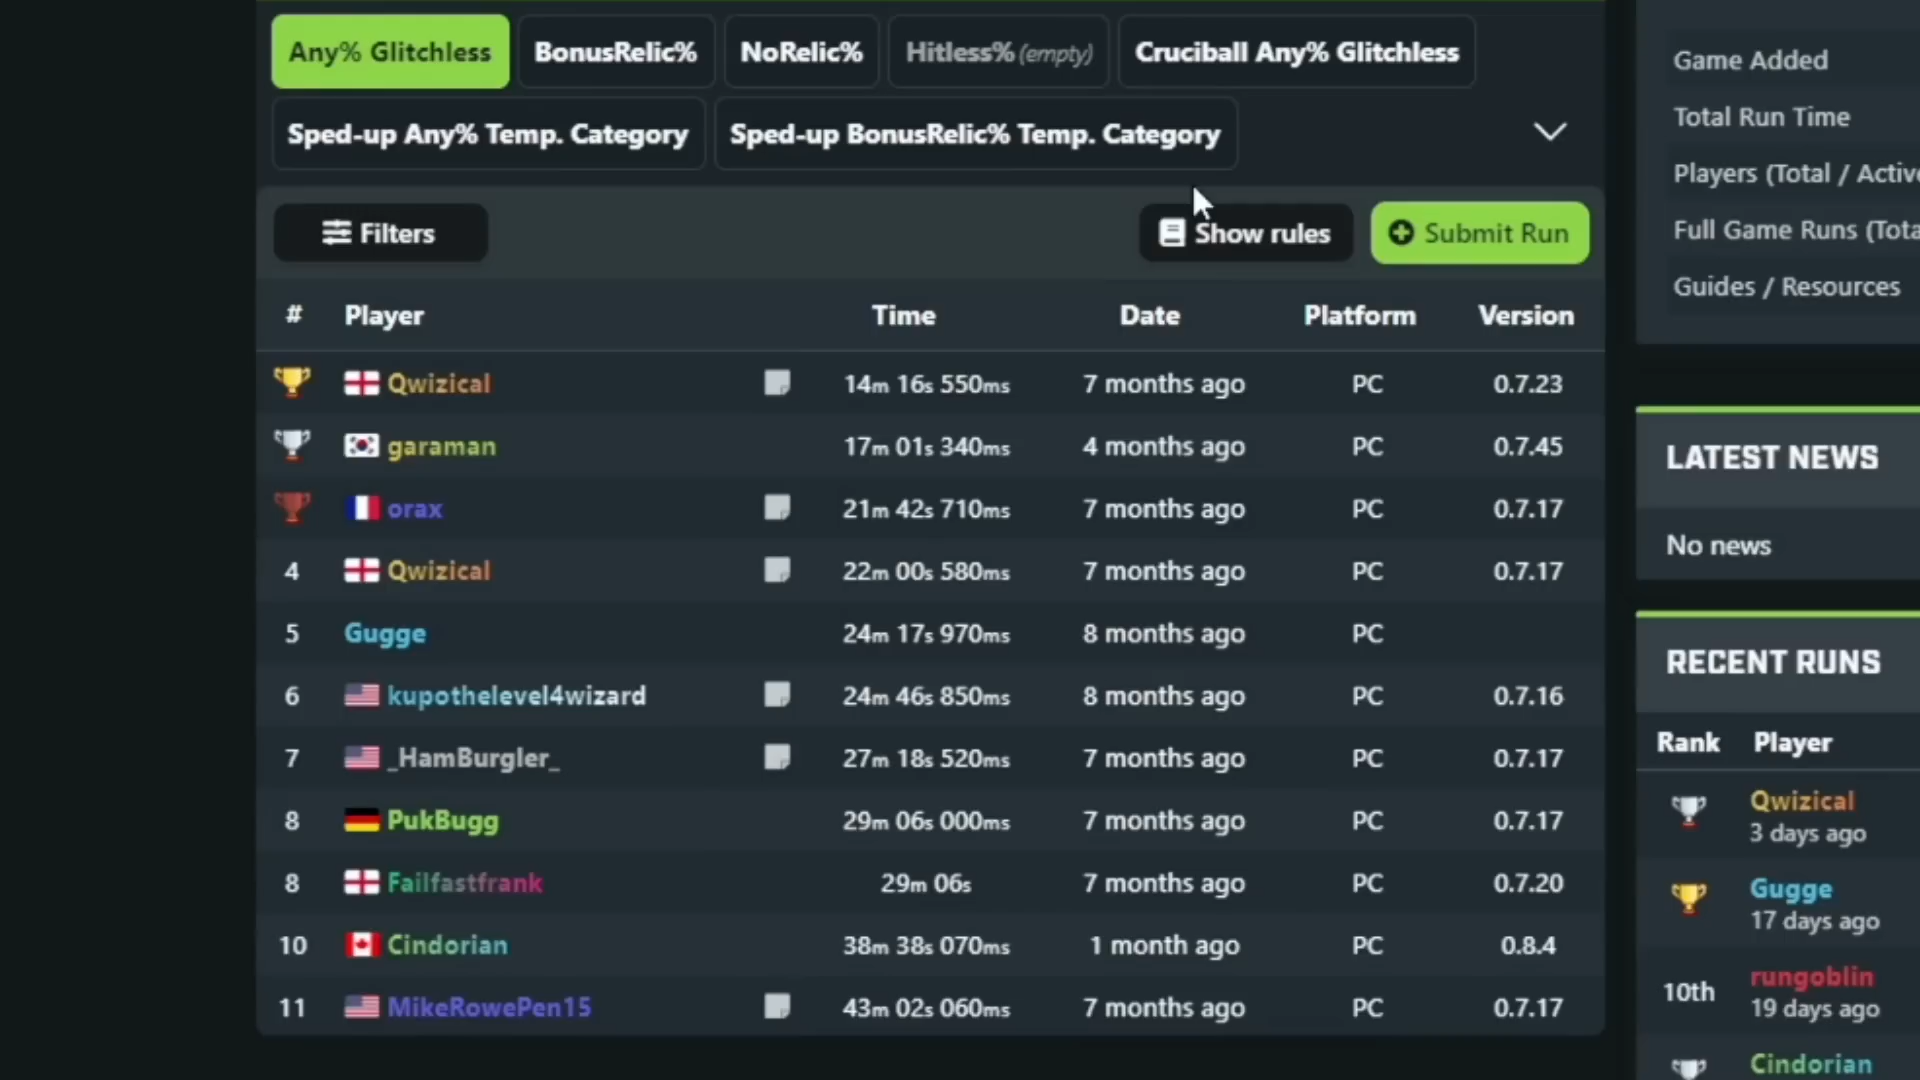 Any% Glitchless BonusRelic% NoRelic% Hitless% (empty) Cruciball Any% Glitchless
Sped-up Any% Temp. Category Sped-up BonusRelic% Temp. Category
Filters Show rules Submit Run
# Player Time Date Platform Version
Qwizical 14m 16s 550ms 7 months ago PC 0.7.23
garaman 17m 01s 340ms 4 months ago PC 0.7.45
orax 21m 42s 710ms 7 months ago PC 0.7.17
4 Qwizical 22m 00s 580ms 7 months ago PC 0.7.17
5 Gugge 24m 17s 970ms 8 months ago PC
6 kupothelevel4wizard 24m 46s 850ms 8 months ago PC 0.7.16
7 _HamBurgler_ 27m 18s 520ms 7 months ago PC 0.7.17
8 PukBugg 29m 06s 000ms 7 months ago PC 0.7.17
8 Failfastfrank 29m 06s 7 months ago PC 0.7.20
10 Cindorian 38m 38s 070ms 1 month ago PC 0.8.4
11 MikeRowePen15 43m 02s 060ms 7 months ago PC 0.7.17
Game Added
Total Run Time
Players (Total / Active
Full Game Runs (Tota
Guides / Resources
LATEST NEWS
No news
RECENT RUNS
Rank Player
Qwizical
3 days ago
Gugge
17 days ago
10th rungoblin
19 days ago
Cindorian